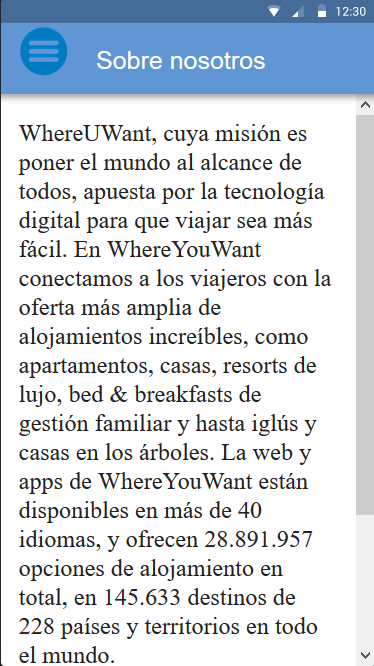 12:30
Sobre nosotros
WhereUWant, cuya misión es
poner el mundo al alcance de
todos, apuesta por la tecnología
digital para que viajar sea más
fácil. En WhereYouWant
conectamos a los viajeros con la
oferta más amplia de
alojamientos increíbles, como
apartamentos, casas, resorts de
lujo, bed & breakfasts de
gestión familiar y hasta iglús y
casas en los árboles. La web y
apps de WhereYouWant están
disponibles en más de 40
idiomas, y ofrecen 28.891.957
opciones de alojamiento en
total, en 145.633 destinos de
228 países y territorios en todo
el mundo.